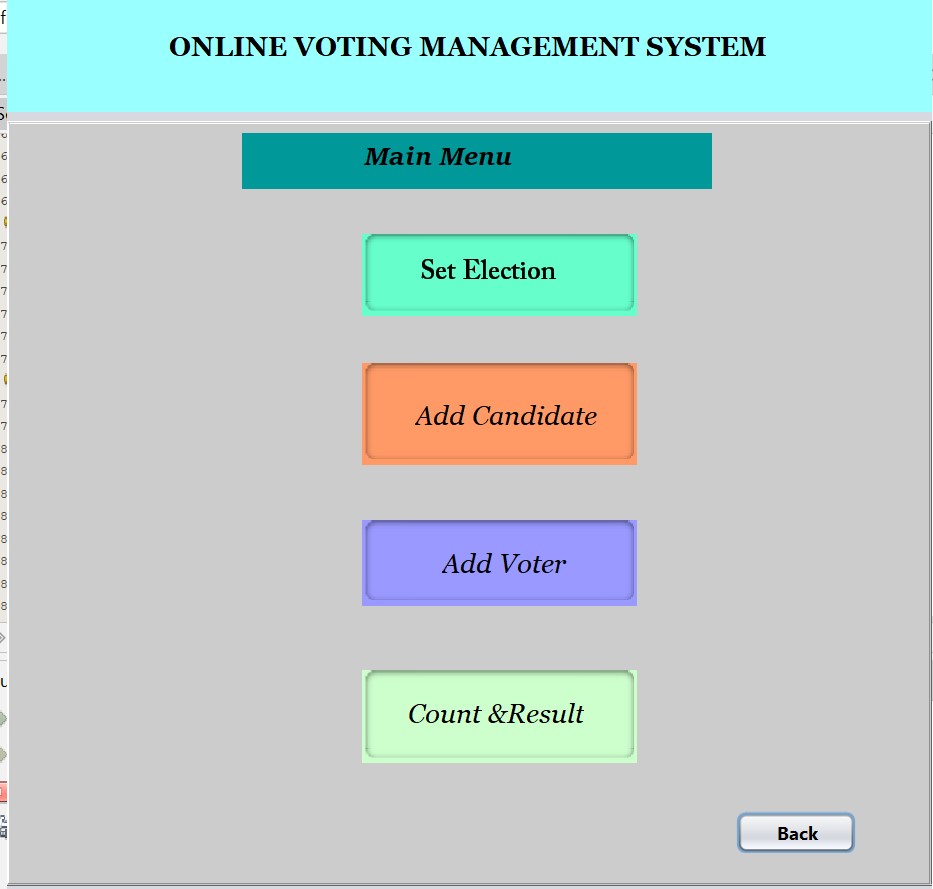 ONLINE VOTING MANAGEMENT SYSTEM
Main Menu
Set Election
Add Candidate
Add Voter
Count &Result
Back